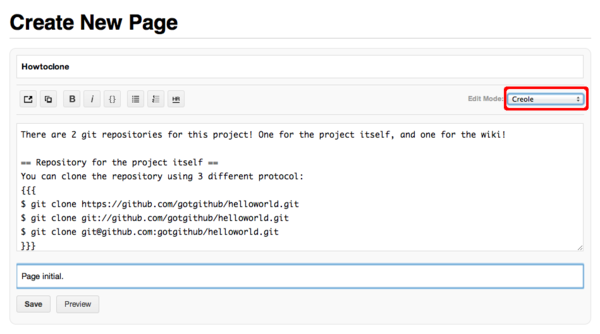 Create New Page
Howtoclone
B i {} HR Edit Mode: Creole
There are 2 git repositories for this project! One for the project itself, and one for the wiki!
== Repository for the project itself ==
You can clone the repository using 3 different protocol:
{{{
$ git clone https://github.com/gotgithub/helloworld.git
$ git clone git://github.com/gotgithub/helloworld.git
$ git clone git@github.com:gotgithub/helloworld.git
}}}
Page initial.
Save Preview